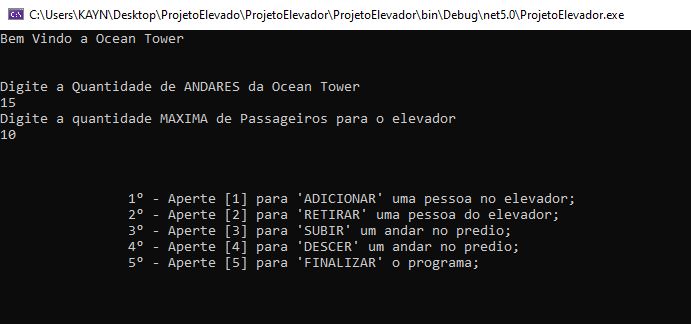 C:\Users\KAYN\Desktop\ProjetoElevado\ProjetoElevador\ProjetoElevador\bin\Debug\net5.0\ProjetoElevador.exe
Bem Vindo a Ocean Tower
Digite a Quantidade de ANDARES da Ocean Tower
15
Digite a quantidade MAXIMA de Passageiros para o elevador
10
1º - Aperte [1] para 'ADICIONAR' uma pessoa no elevador;
2º - Aperte [2] para 'RETIRAR' uma pessoa do elevador;
3º - Aperte [3] para 'SUBIR' um andar no predio;
4º - Aperte [4] para 'DESCER' um andar no predio;
5º - Aperte [5] para 'FINALIZAR' o programa;